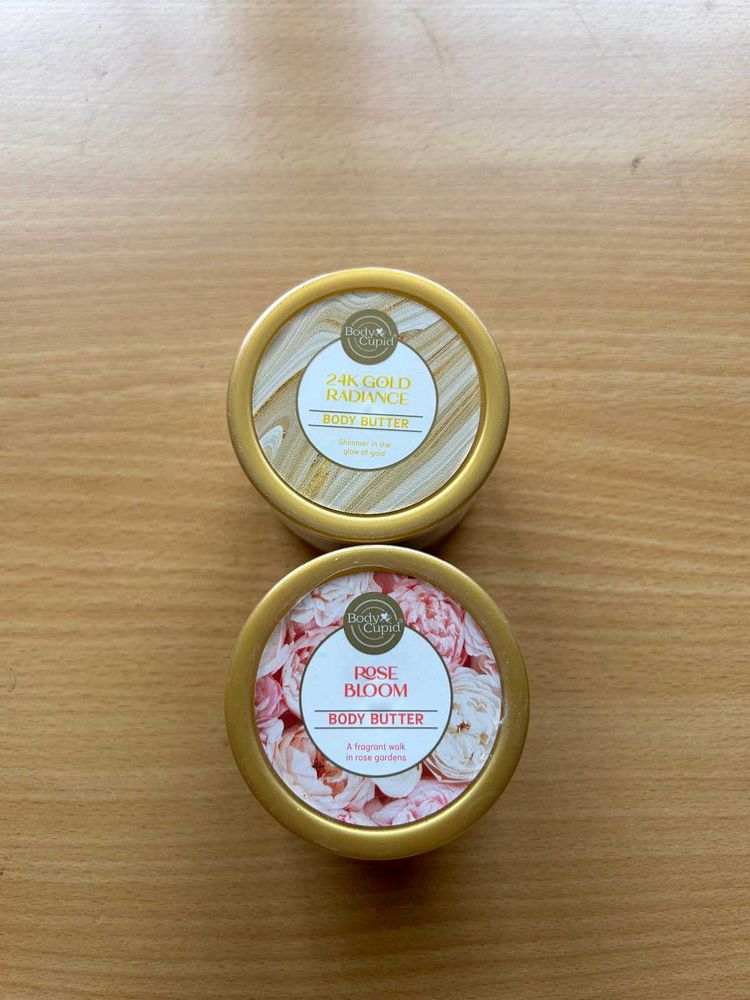 Body
Cupid
24K GOLD
RADIANCE
BODY BUTTER
Shimmer in the
glow of gold
Body
Cupid
ROSE
BLOOM
BODY BUTTER
A fragrant walk
in rose gardens